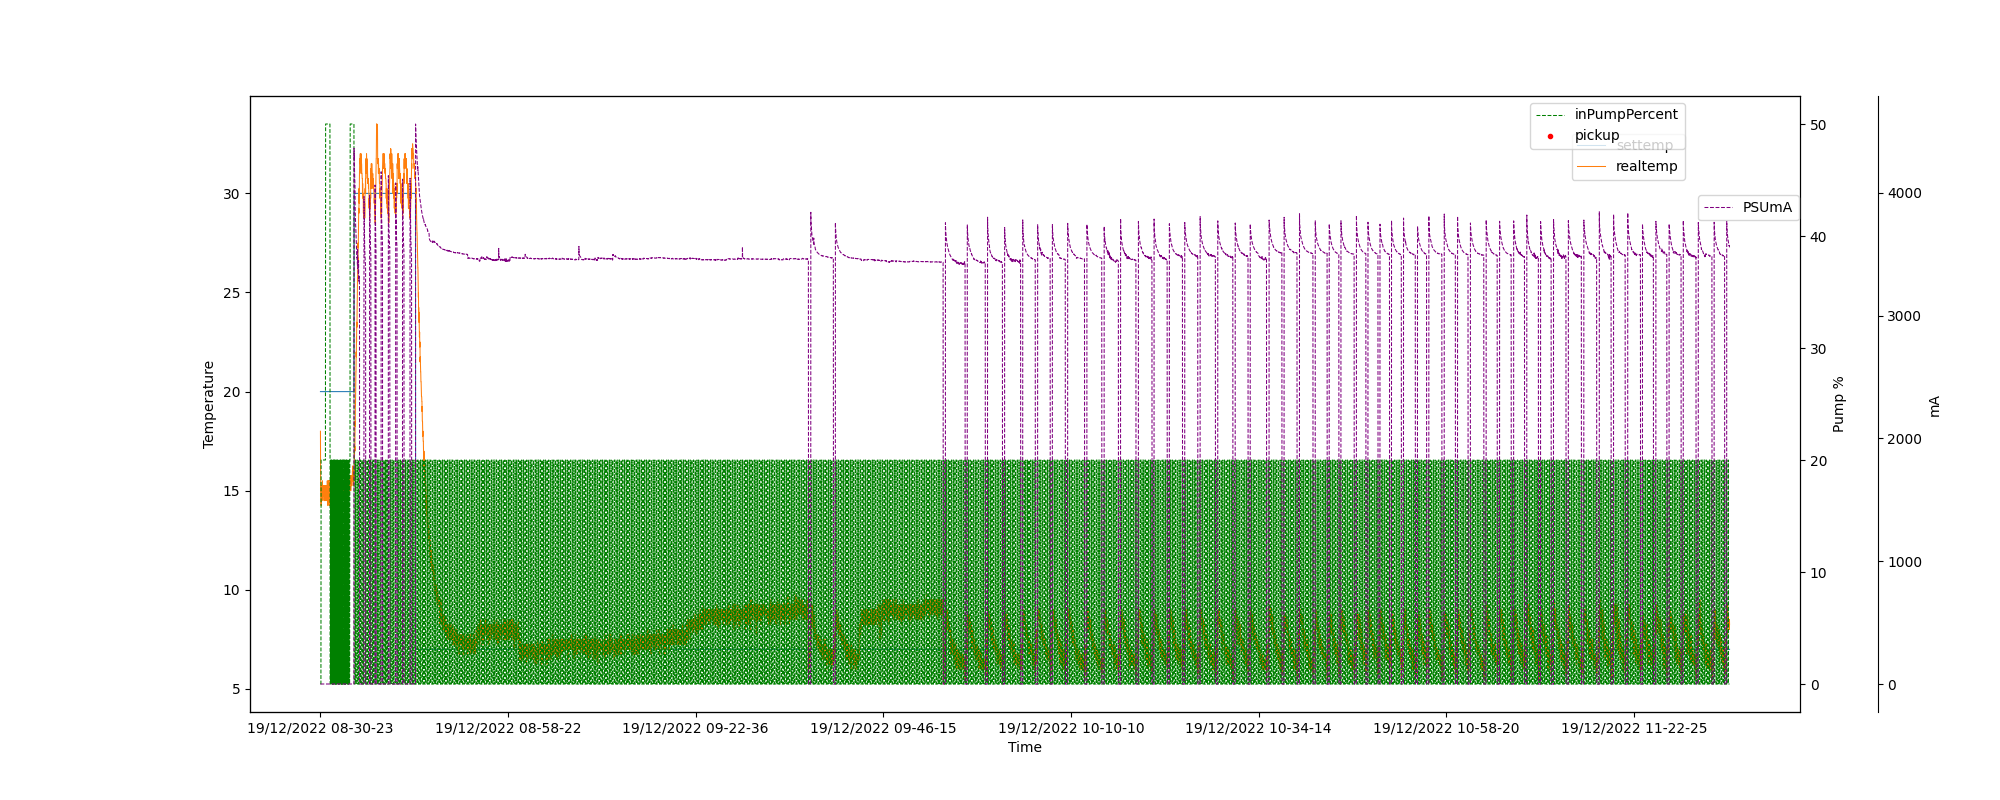 inPumpPercent
pickup
settemp
realtemp
PSUmA
Temperature
30
25
20
15
10
5
50
40
30
20
10
0
Pump %
4000
3000
2000
1000
0
mA
19/12/2022 08-30-23
19/12/2022 08-58-22
19/12/2022 09-22-36
19/12/2022 09-46-15
19/12/2022 10-10-10
19/12/2022 10-34-14
19/12/2022 10-58-20
19/12/2022 11-22-25
Time